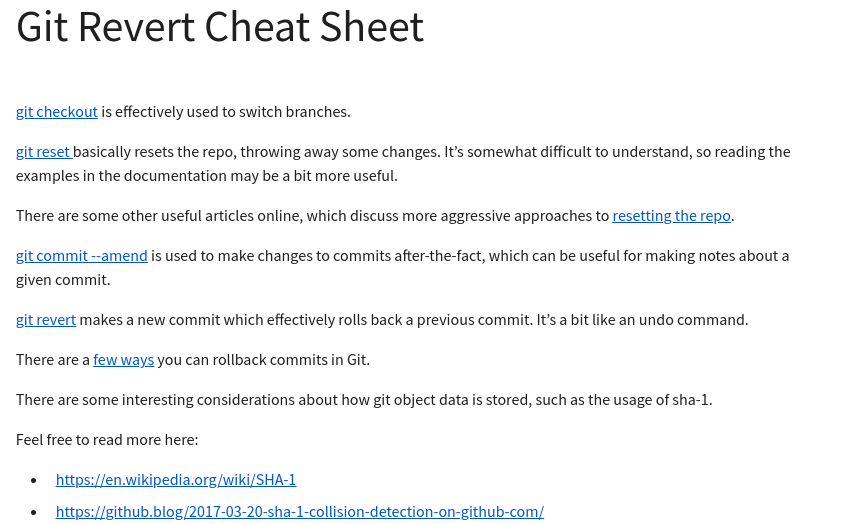 Git Revert Cheat Sheet
git checkout is effectively used to switch branches.
git reset basically resets the repo, throwing away some changes. It’s somewhat difficult to understand, so reading the
examples in the documentation may be a bit more useful.
There are some other useful articles online, which discuss more aggressive approaches to resetting the repo.
git commit --amend is used to make changes to commits after-the-fact, which can be useful for making notes about a
given commit.
git revert makes a new commit which effectively rolls back a previous commit. It’s a bit like an undo command.
There are a few ways you can rollback commits in Git.
There are some interesting considerations about how git object data is stored, such as the usage of sha-1.
Feel free to read more here:
• https://en.wikipedia.org/wiki/SHA-1
• https://github.blog/2017-03-20-sha-1-collision-detection-on-github-com/